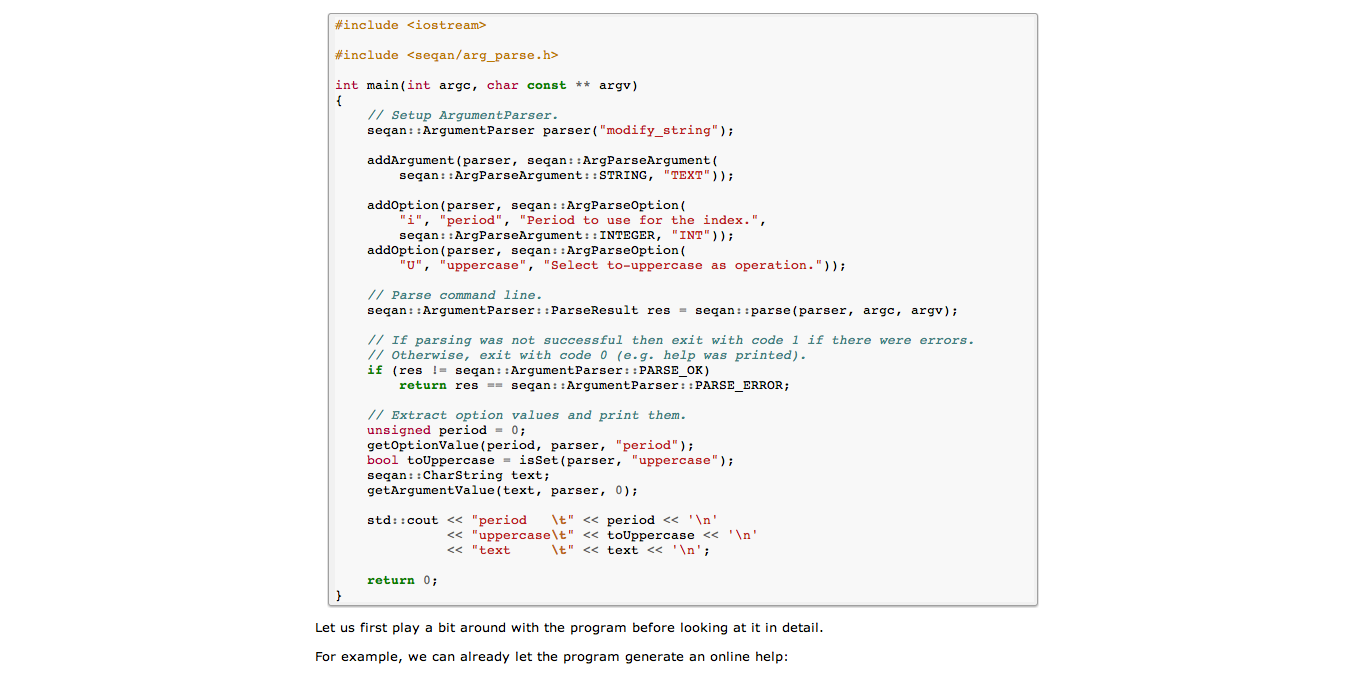 #include <iostream>
#include <seqan/arg_parse.h>
int main(int argc, char const ** argv)
{
    // Setup ArgumentParser.
    seqan::ArgumentParser parser("modify_string");
    addArgument(parser, seqan::ArgParseArgument(
        seqan::ArgParseArgument::STRING, "TEXT"));
    addOption(parser, seqan::ArgParseOption(
        "i", "period", "Period to use for the index.",
        seqan::ArgParseArgument::INTEGER, "INT"));
    addOption(parser, seqan::ArgParseOption(
        "U", "uppercase", "Select to-uppercase as operation."));
    // Parse command line.
    seqan::ArgumentParser::ParseResult res = seqan::parse(parser, argc, argv);
    // If parsing was not successful then exit with code 1 if there were errors.
    // Otherwise, exit with code 0 (e.g. help was printed).
    if (res != seqan::ArgumentParser::PARSE_OK)
        return res == seqan::ArgumentParser::PARSE_ERROR;
    // Extract option values and print them.
    unsigned period = 0;
    getOptionValue(period, parser, "period");
    bool toUppercase = isSet(parser, "uppercase");
    seqan::CharString text;
    getArgumentValue(text, parser, 0);
    std::cout << "period   \t" << period << '\n'
              << "uppercase\t" << toUppercase << '\n'
              << "text     \t" << text << '\n';
    return 0;
}
Let us first play a bit around with the program before looking at it in detail.
For example, we can already let the program generate an online help: